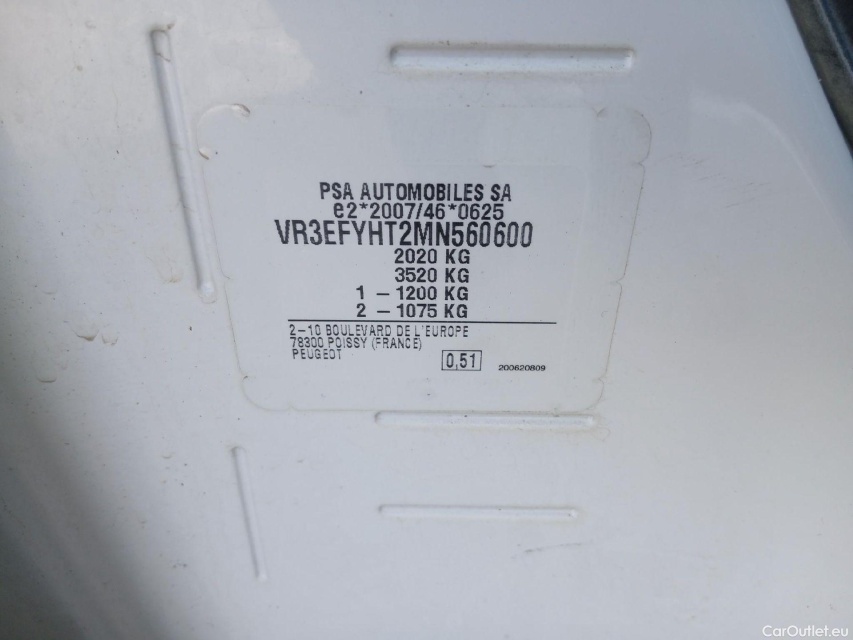 PSA AUTOMOBILES SA
e2*2007/46*0625
VR3EFYHT2MN560600
2020 KG
3520 KG
1 - 1200 KG
2 - 1075 KG
2-10 BOULEVARD DE L'EUROPE
78300 POISSY (FRANCE)
PEUGEOT
0,51
200620809
CarOutlet.eu